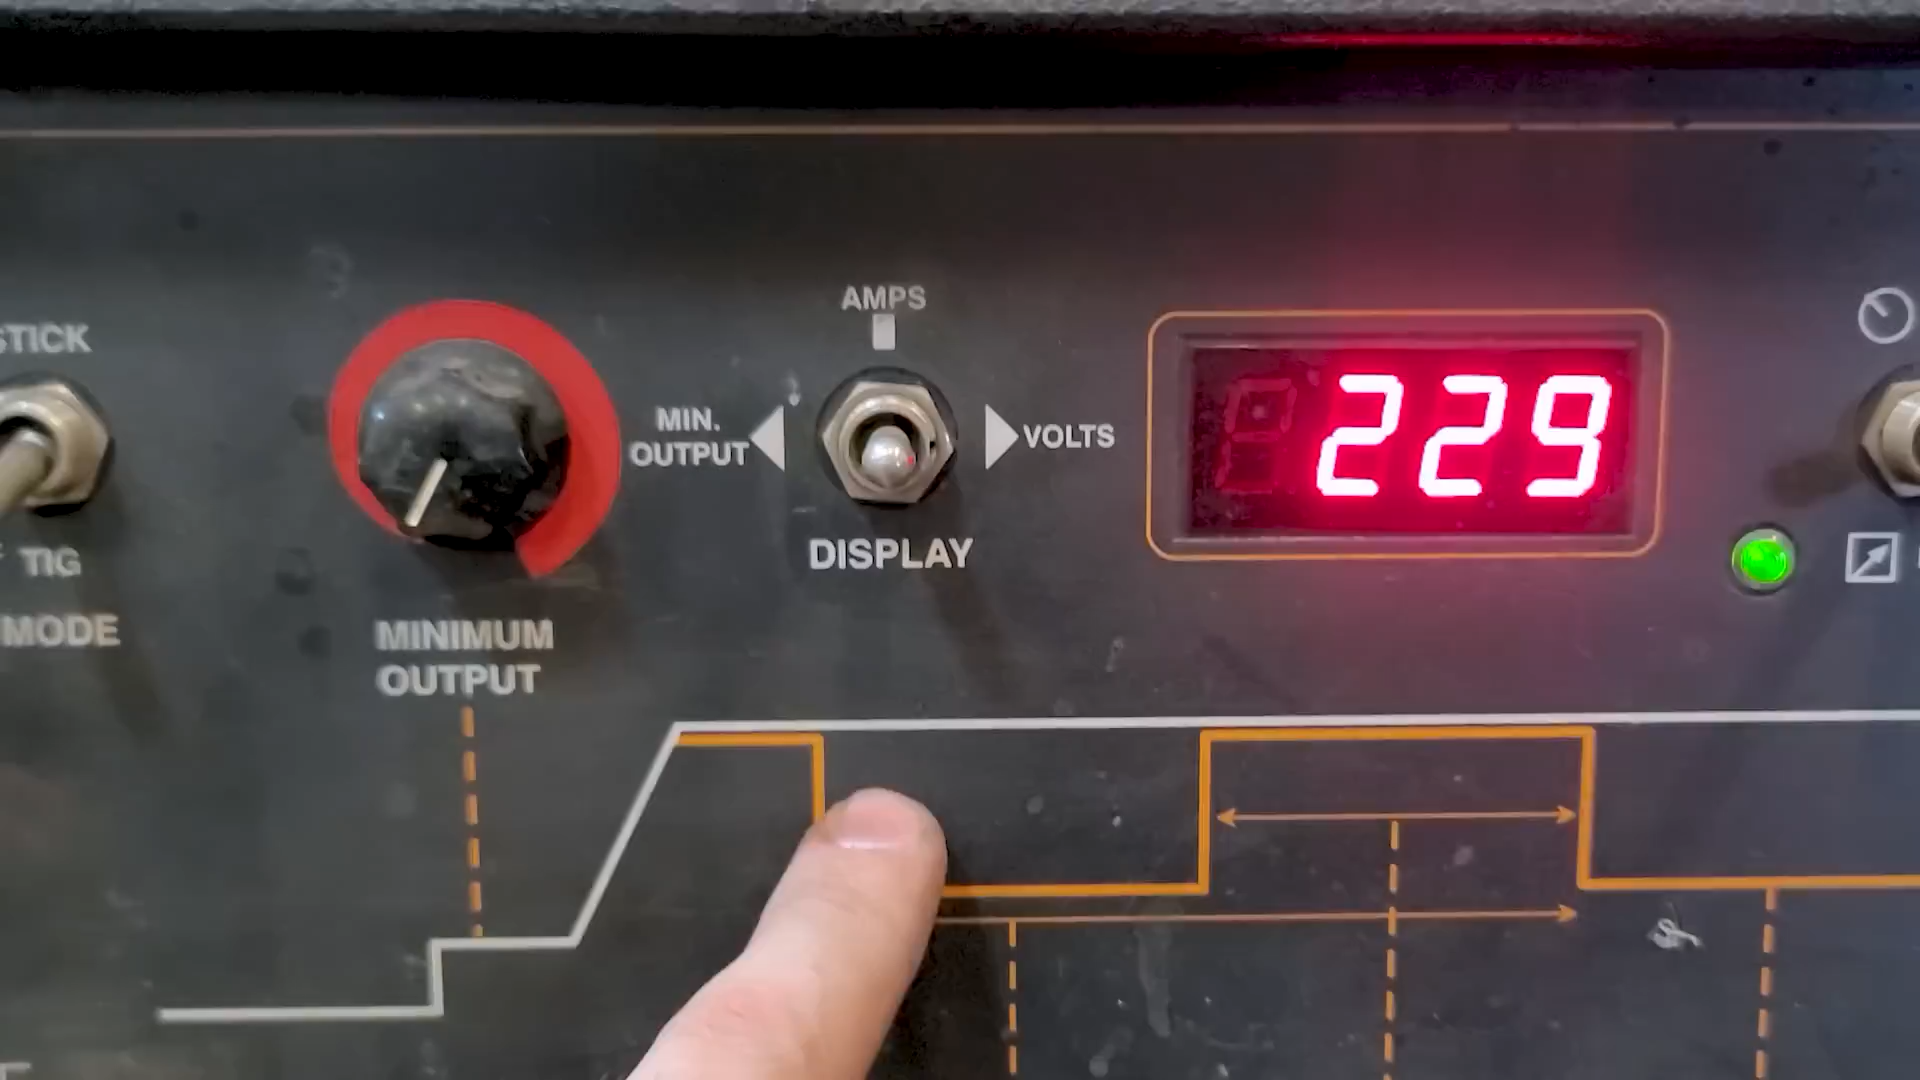 STICK
TIG
MODE
MINIMUM
OUTPUT
AMPS
MIN.
OUTPUT
VOLTS
DISPLAY
229